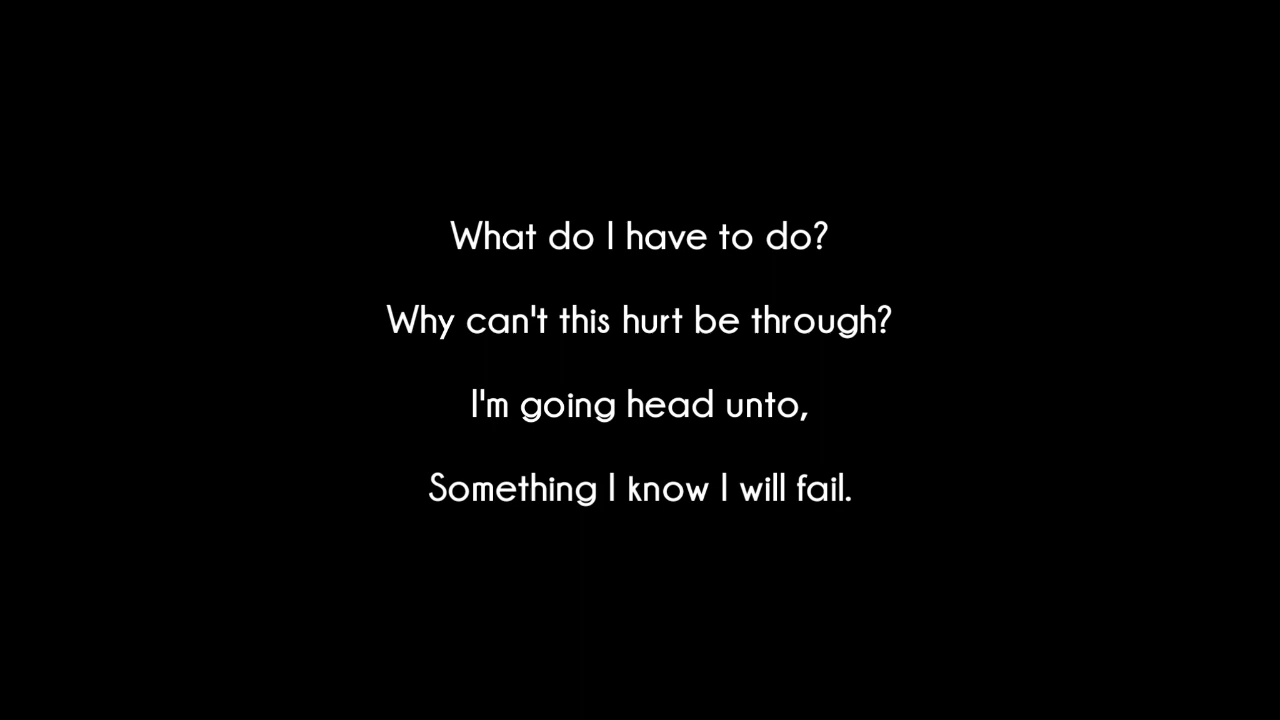 What do I have to do?
Why can't this hurt be through?
I'm going head unto,
Something I know I will fail.